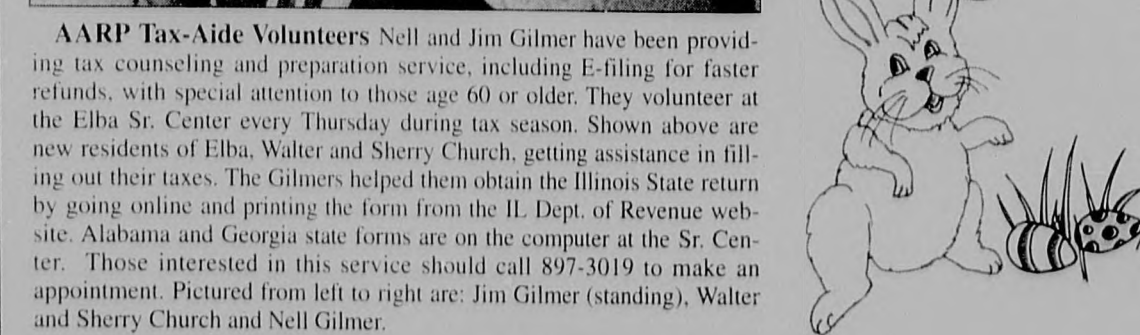 AARP Tax-Aide Volunteers Nell and Jim Gilmer have been provid-
ing tax counseling and preparation service, including E-filing for faster
refunds, with special attention to those age 60 or older. They volunteer at
the Elba Sr. Center every Thursday during tax season. Shown above are
new residents of Elba, Walter and Sherry Church, getting assistance in fill-
ing out their taxes. The Gilmers helped them obtain the Illinois State return
by going online and printing the form from the IL Dept. of Revenue web-
site. Alabama and Georgia state forms are on the computer at the Sr. Cen-
ter. Those interested in this service should call 897-3019 to make an
appointment. Pictured from left to right are: Jim Gilmer (standing), Walter
and Sherry Church and Nell Gilmer.